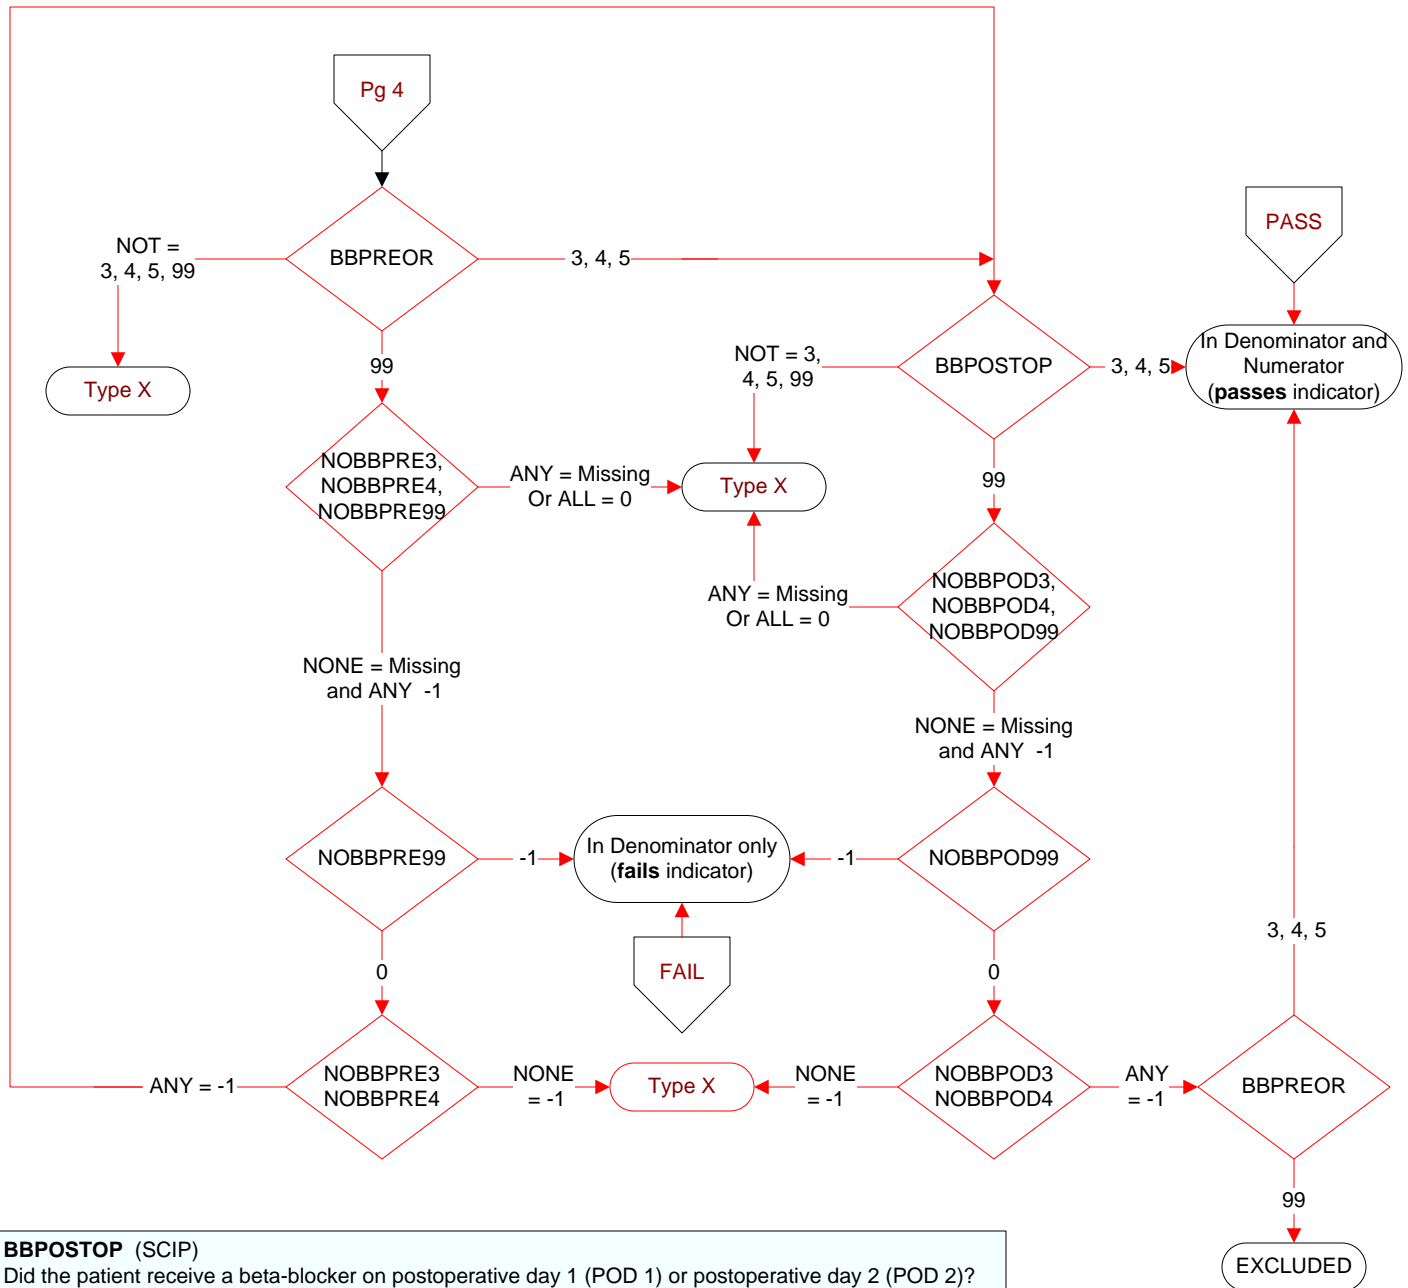 Pg 4
PASS
NOT =
3, 4, 5, 99
BBPREOR
3, 4, 5
In Denominator and
Numerator
(passes indicator)
Type X
99
NOT = 3,
4, 5, 99
BBPOSTOP
3, 4, 5
NOBBPRE3,
NOBBPRE4,
NOBBPRE99
ANY = Missing
Or ALL = 0
Type X
99
ANY = Missing
Or ALL = 0
NOBBPOD3,
NOBBPOD4,
NOBBPOD99
NONE = Missing
and ANY -1
NONE = Missing
and ANY -1
NOBBPRE99
-1
In Denominator only
(fails indicator)
-1
NOBBPOD99
0
FAIL
0
3, 4, 5
ANY = -1
NOBBPRE3
NOBBPRE4
NONE
= -1
Type X
NONE
= -1
NOBBPOD3
NOBBPOD4
ANY
= -1
BBPREOR
99
EXCLUDED
BBPOSTOP (SCIP)
Did the patient receive a beta-blocker on postoperative day 1 (POD 1) or postoperative day 2 (POD 2)?